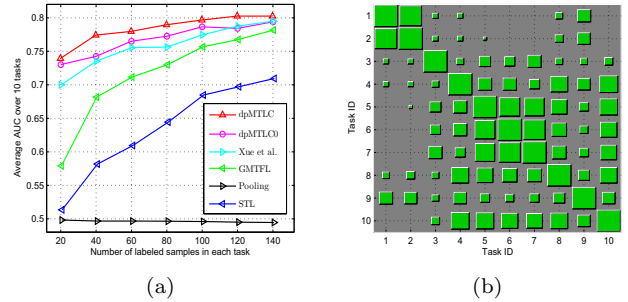 0.8
0.75
0.7
0.65
0.6
0.55
0.5
Average AUC over 10 tasks
dpMTLC
dpMTLC0
Xue et al.
GMTFL
Pooling
STL
20 40 60 80 100 120 140
Number of labeled samples in each task
(a)
1
2
3
4
5
6
7
8
9
10
Task ID
1 2 3 4 5 6 7 8 9 10
Task ID
(b)